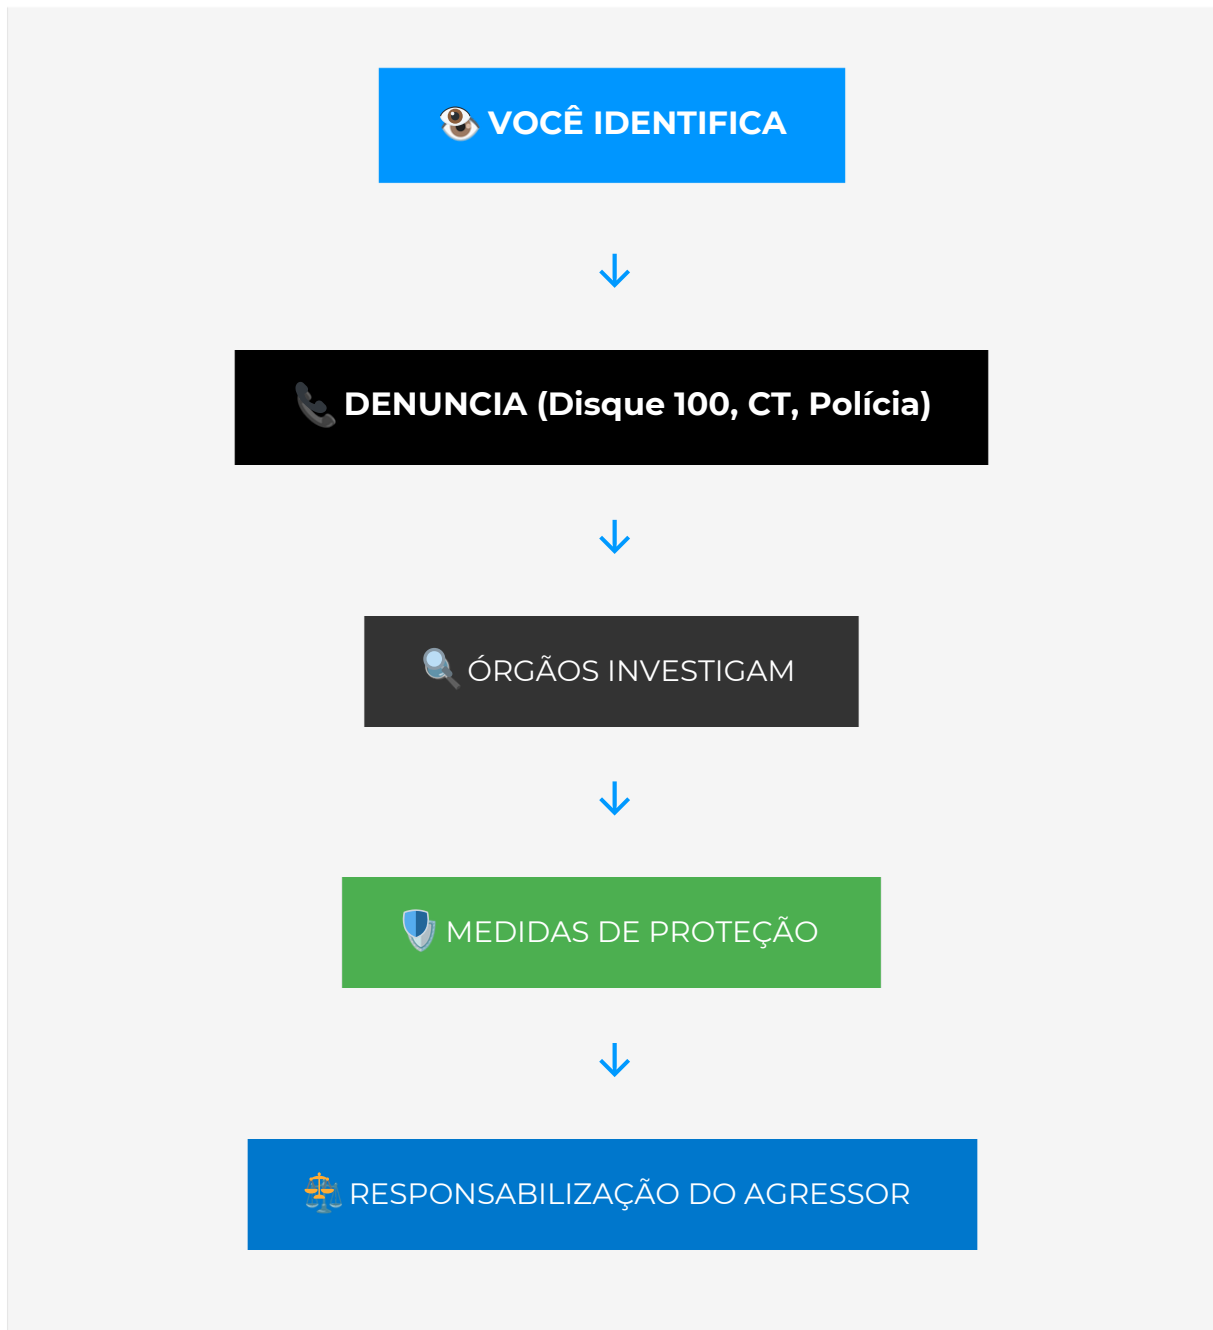 VOCÊ IDENTIFICA
DENUNCIA (Disque 100, CT, Polícia)
ÓRGÃOS INVESTIGAM
MEDIDAS DE PROTEÇÃO
RESPONSABILIZAÇÃO DO AGRESSOR